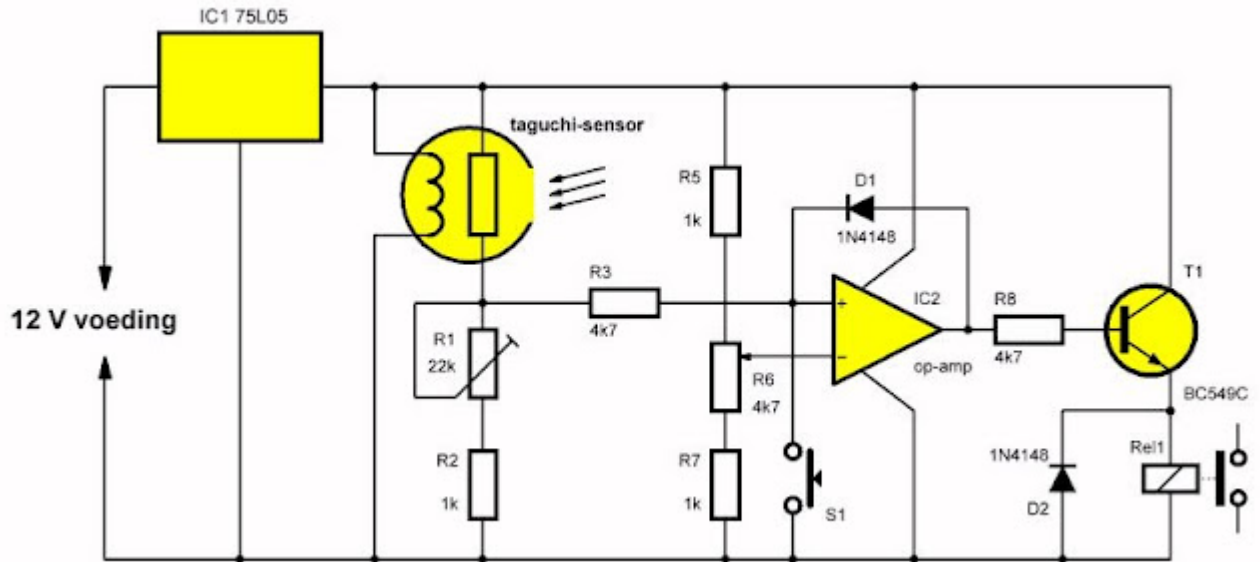 IC1 75L05
taguchi-sensor
12 V voeding
R1
22k
R2
1k
R3
4k7
R5
1k
R6
4k7
R7
1k
S1
D1
1N4148
+
−
IC2
op-amp
R8
4k7
T1
BC549C
1N4148
D2
Rel1